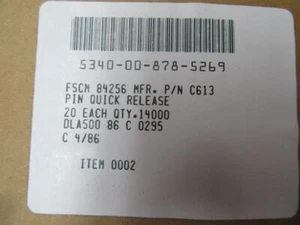 5340-00-878-5269
FSCM 84256 MFR. P/N C613
PIN QUICK RELEASE
20 EACH QTY.14000
DLA500 86 C 0295
C 4/86
ITEM 0002